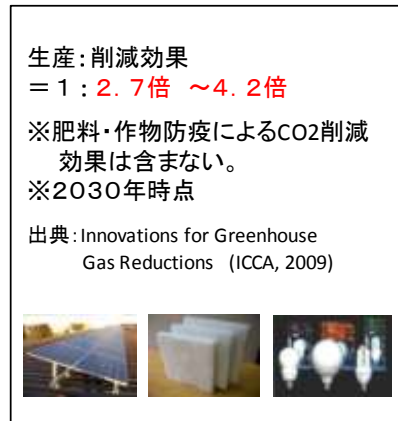 生産：削減効果
＝１：２．７倍　～４．２倍
※肥料・作物防疫によるCO2削減
効果は含まない。
※２０３０年時点
出典：Innovations for Greenhouse
Gas Reductions （ICCA, 2009）